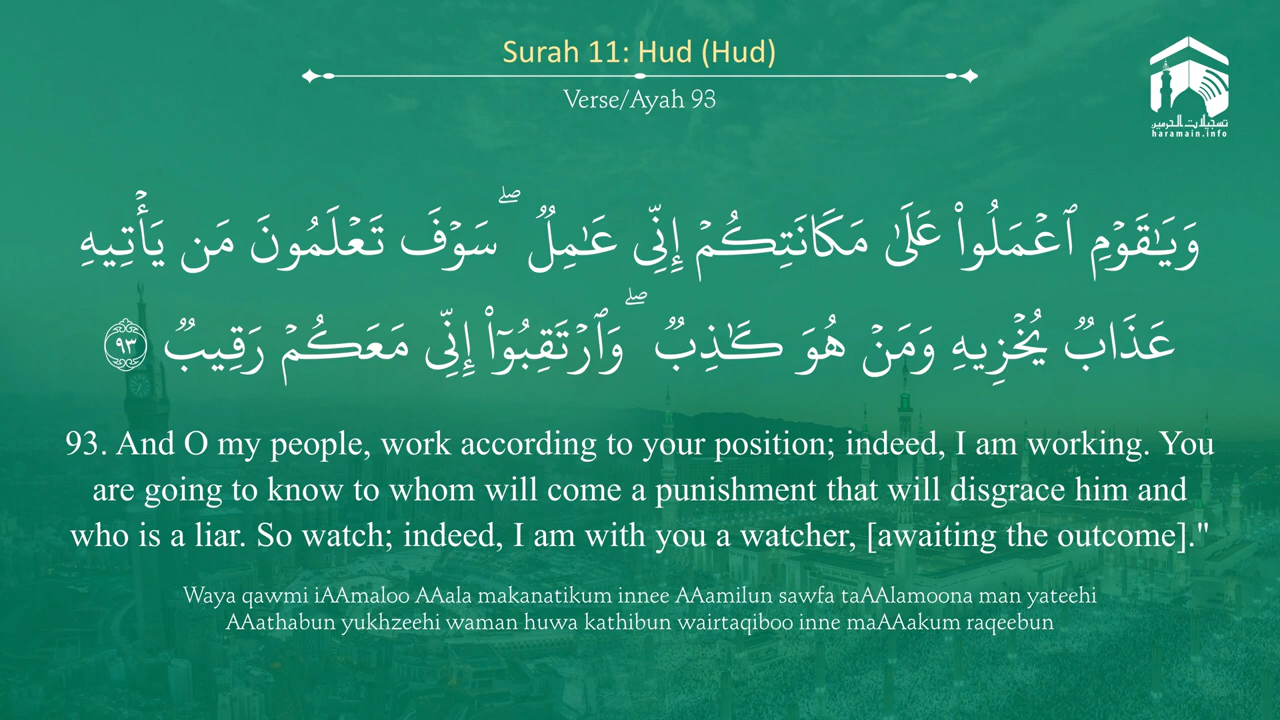 Surah 11: Hud (Hud)
Verse/Ayah 93
تسجيلات الحرمين
haramain.info
وَيَـٰقَوْمِ ٱعْمَلُوا۟ عَلَىٰ مَكَانَتِكُمْ إِنِّى عَـٰمِلٌۭ ۖ سَوْفَ تَعْلَمُونَ مَن يَأْتِيهِ
عَذَابٌۭ يُخْزِيهِ وَمَنْ هُوَ كَـٰذِبٌۭ ۖ وَٱرْتَقِبُوٓا۟ إِنِّى مَعَكُمْ رَقِيبٌۭ ٩٣
93. And O my people, work according to your position; indeed, I am working. You
are going to know to whom will come a punishment that will disgrace him and
who is a liar. So watch; indeed, I am with you a watcher, [awaiting the outcome]."
Waya qawmi iAAmaloo AAala makanatikum innee AAamilun sawfa taAAlamoona man yateehi
AAathabun yukhzeehi waman huwa kathibun wairtaqiboo inne maAAakum raqeebun